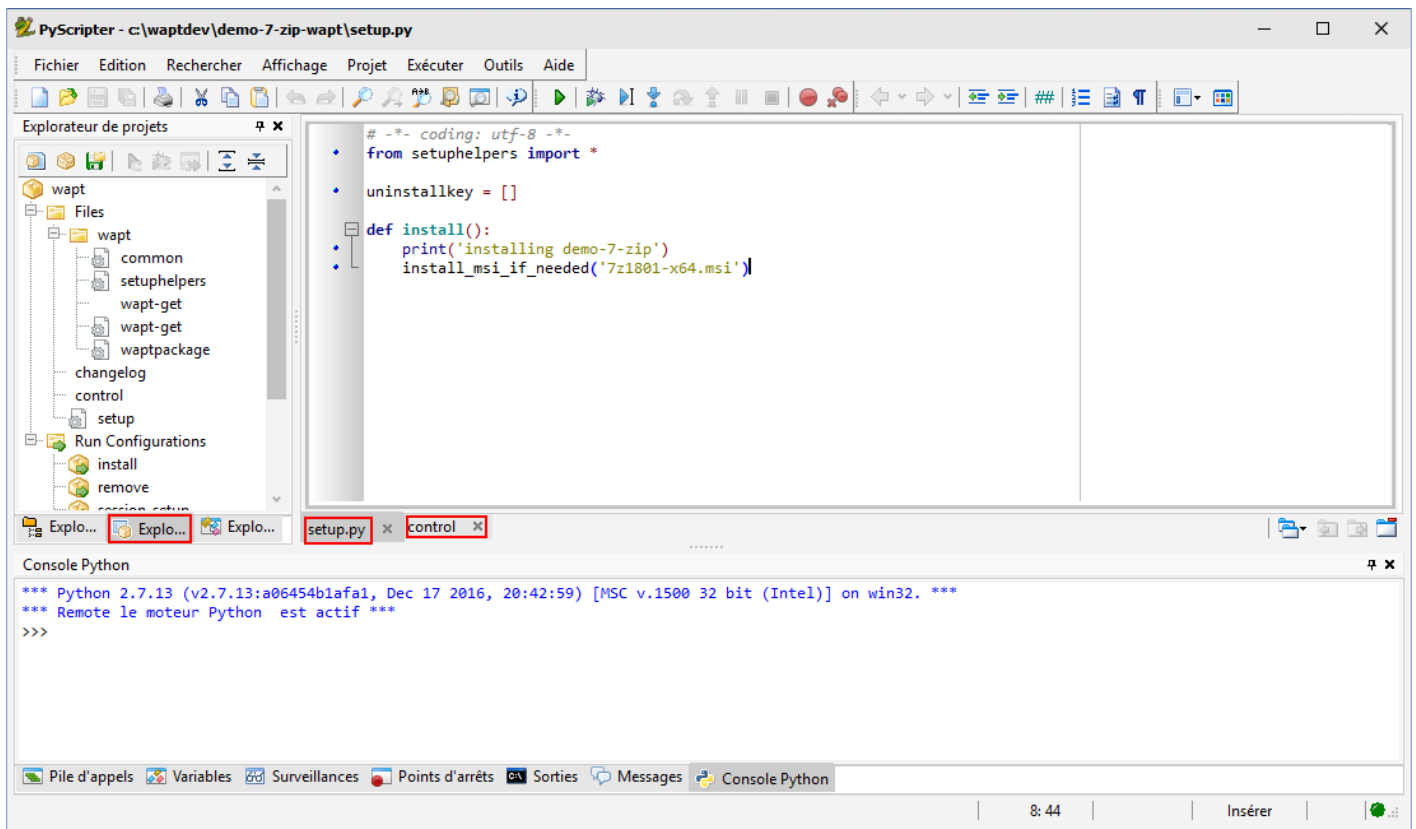 PyScripter - c:\waptdev\demo-7-zip-wapt\setup.py
Fichier Edition Rechercher Affichage Projet Exécuter Outils Aide
Explorateur de projets
wapt
Files
wapt
common
setuphelpers
wapt-get
wapt-get
waptpackage
changelog
control
setup
Run Configurations
install
remove
session-setup
Explo... Explo... Explo...
# -*- coding: utf-8 -*-
from setuphelpers import *
uninstallkey = []
def install():
print('installing demo-7-zip')
install_msi_if_needed('7z1801-x64.msi')
setup.py control
Console Python
*** Python 2.7.13 (v2.7.13:a06454b1afa1, Dec 17 2016, 20:42:59) [MSC v.1500 32 bit (Intel)] on win32. ***
*** Remote le moteur Python  est actif ***
>>>
Pile d'appels Variables Surveillances Points d'arrêts Sorties Messages Console Python
8: 44 Insérer